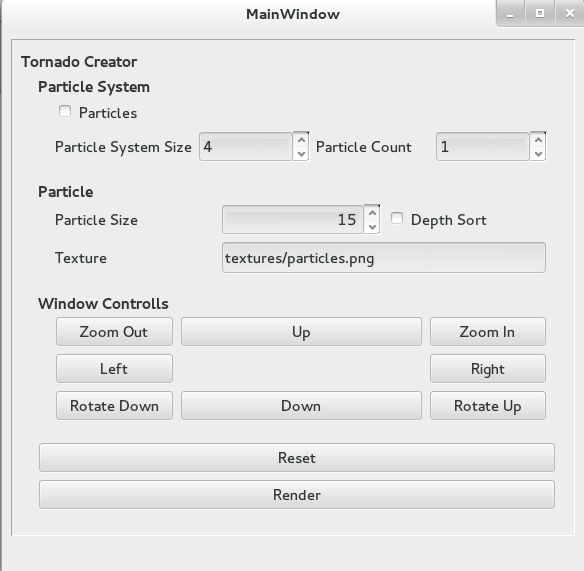 MainWindow
Tornado Creator
Particle System
Particles
Particle System Size 4 Particle Count 1
Particle
Particle Size 15 Depth Sort
Texture textures/particles.png
Window Controlls
Zoom Out Up Zoom In
Left Right
Rotate Down Down Rotate Up
Reset
Render